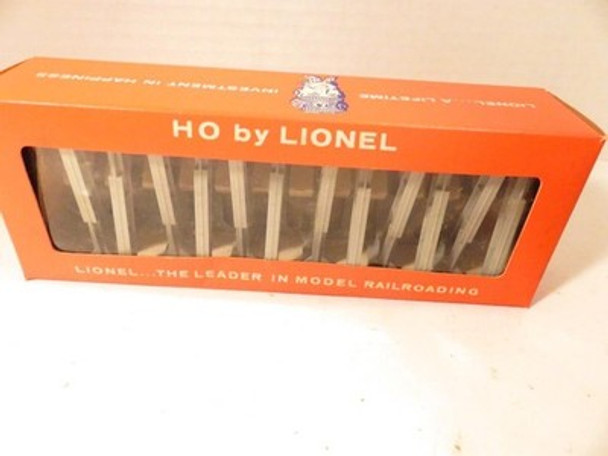 LIONEL...A LIFETIME INVESTMENT IN HAPPINESS
HO by LIONEL
LIONEL...THE LEADER IN MODEL RAILROADING